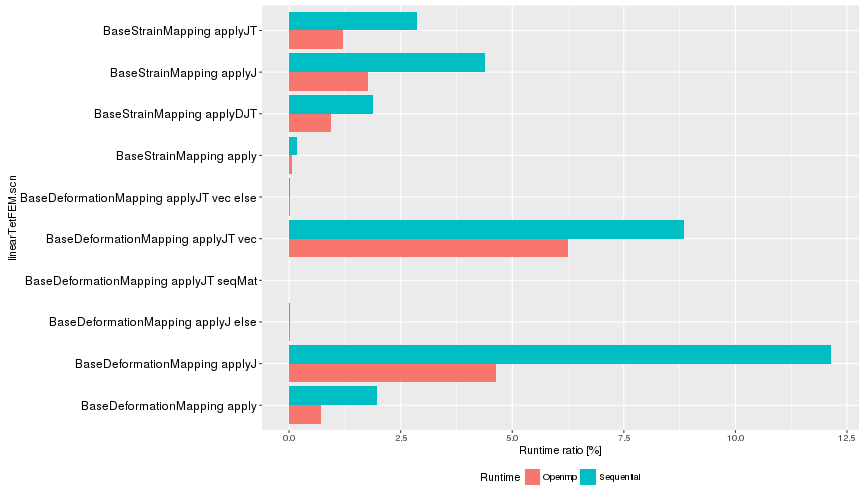 BaseStrainMapping applyJT
BaseStrainMapping applyJ
BaseStrainMapping applyDJT
BaseStrainMapping apply
BaseDeformationMapping applyJT vec else
BaseDeformationMapping applyJT vec
BaseDeformationMapping applyJT seqMat
BaseDeformationMapping applyJ else
BaseDeformationMapping applyJ
BaseDeformationMapping apply
linearTetFEM.scn
0.0 2.5 5.0 7.5 10.0 12.5
Runtime ratio [%]
Runtime Openmp Sequential